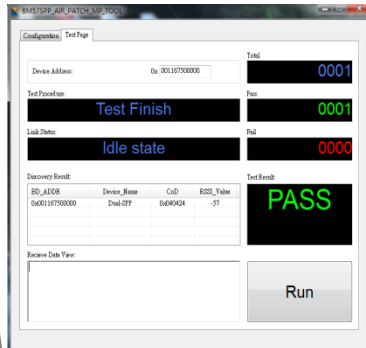 BM57SPP_AIR_PATCH_MP_TOOL
Configuration Test Page
Device Address: 0x 001167500000
Total
0001
Test Procedure:
Test Finish
Pass
0001
Link Status:
Idle state
Fail
0000
Discovery Result:
BD_ADDR Device_Name CoD RSSI_Value
0x001167500000 Dual-SPP 0x040424 -57
Test Result
PASS
Recieve Data View:
Run